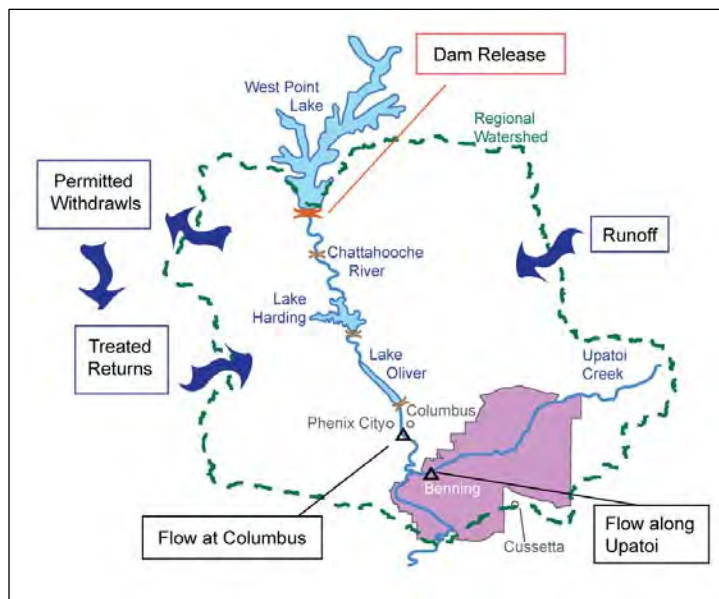 Dam Release
West Point
Lake
Regional
Watershed
Permitted
Withdrawls
Runoff
Chattahooche
River
Lake
Harding
Treated
Returns
Lake
Oliver
Upatoi
Creek
Columbus
Phenix City
Benning
Flow at Columbus
Flow along
Upatoi
Cussetta